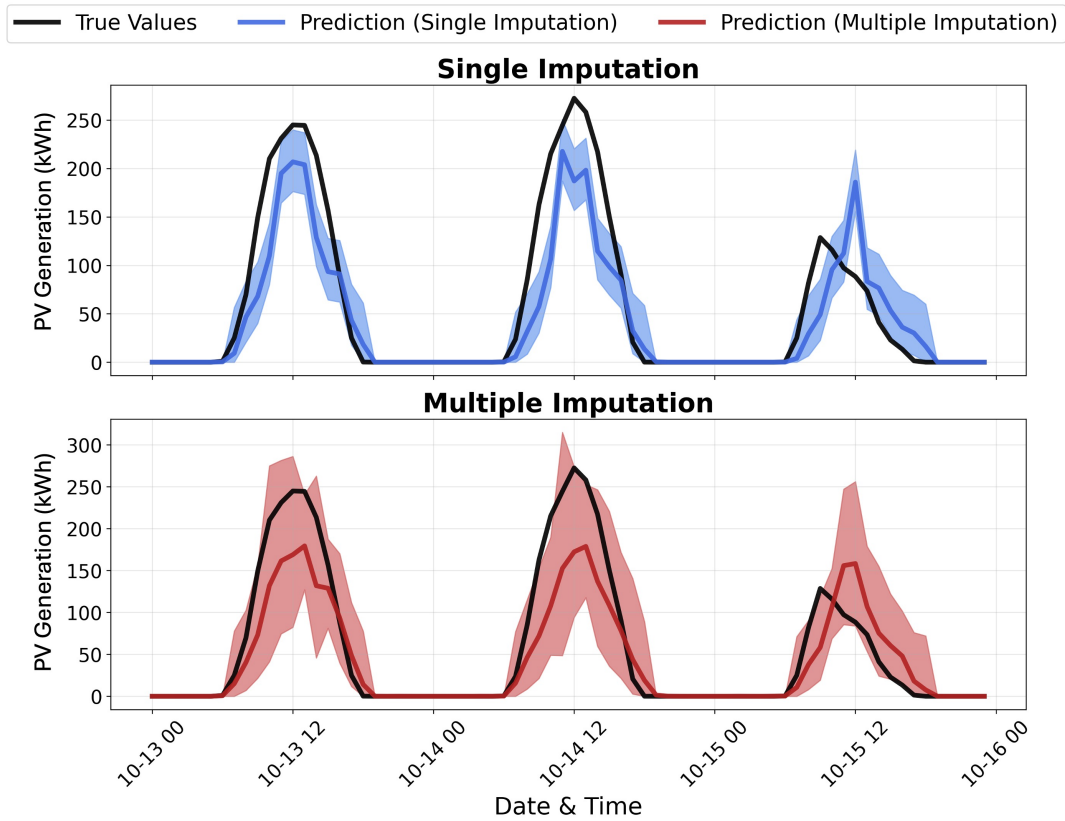 True Values Prediction (Single Imputation) Prediction (Multiple Imputation)
Single Imputation
PV Generation (kWh)
250
200
150
100
50
0
Multiple Imputation
PV Generation (kWh)
300
250
200
150
100
50
0
10-13 00 10-13 12 10-14 00 10-14 12 10-15 00 10-15 12 10-16 00
Date & Time